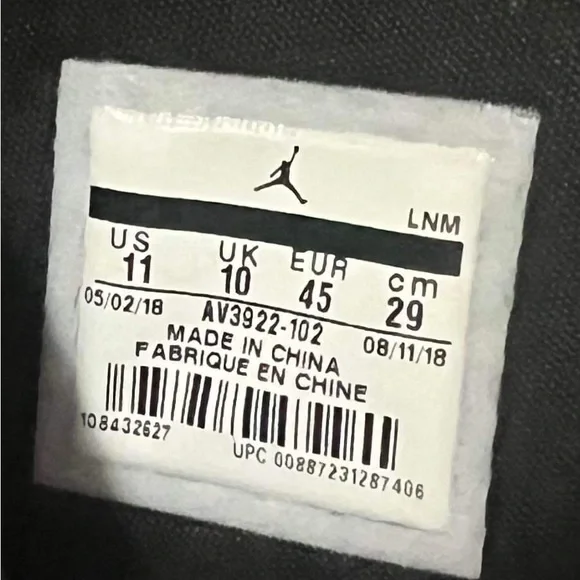 LNM
US UK EUR cm
11 10 45 29
05/02/18 AV3922-102 08/11/18
MADE IN CHINA
FABRIQUE EN CHINE
108432627
UPC 00887231287406